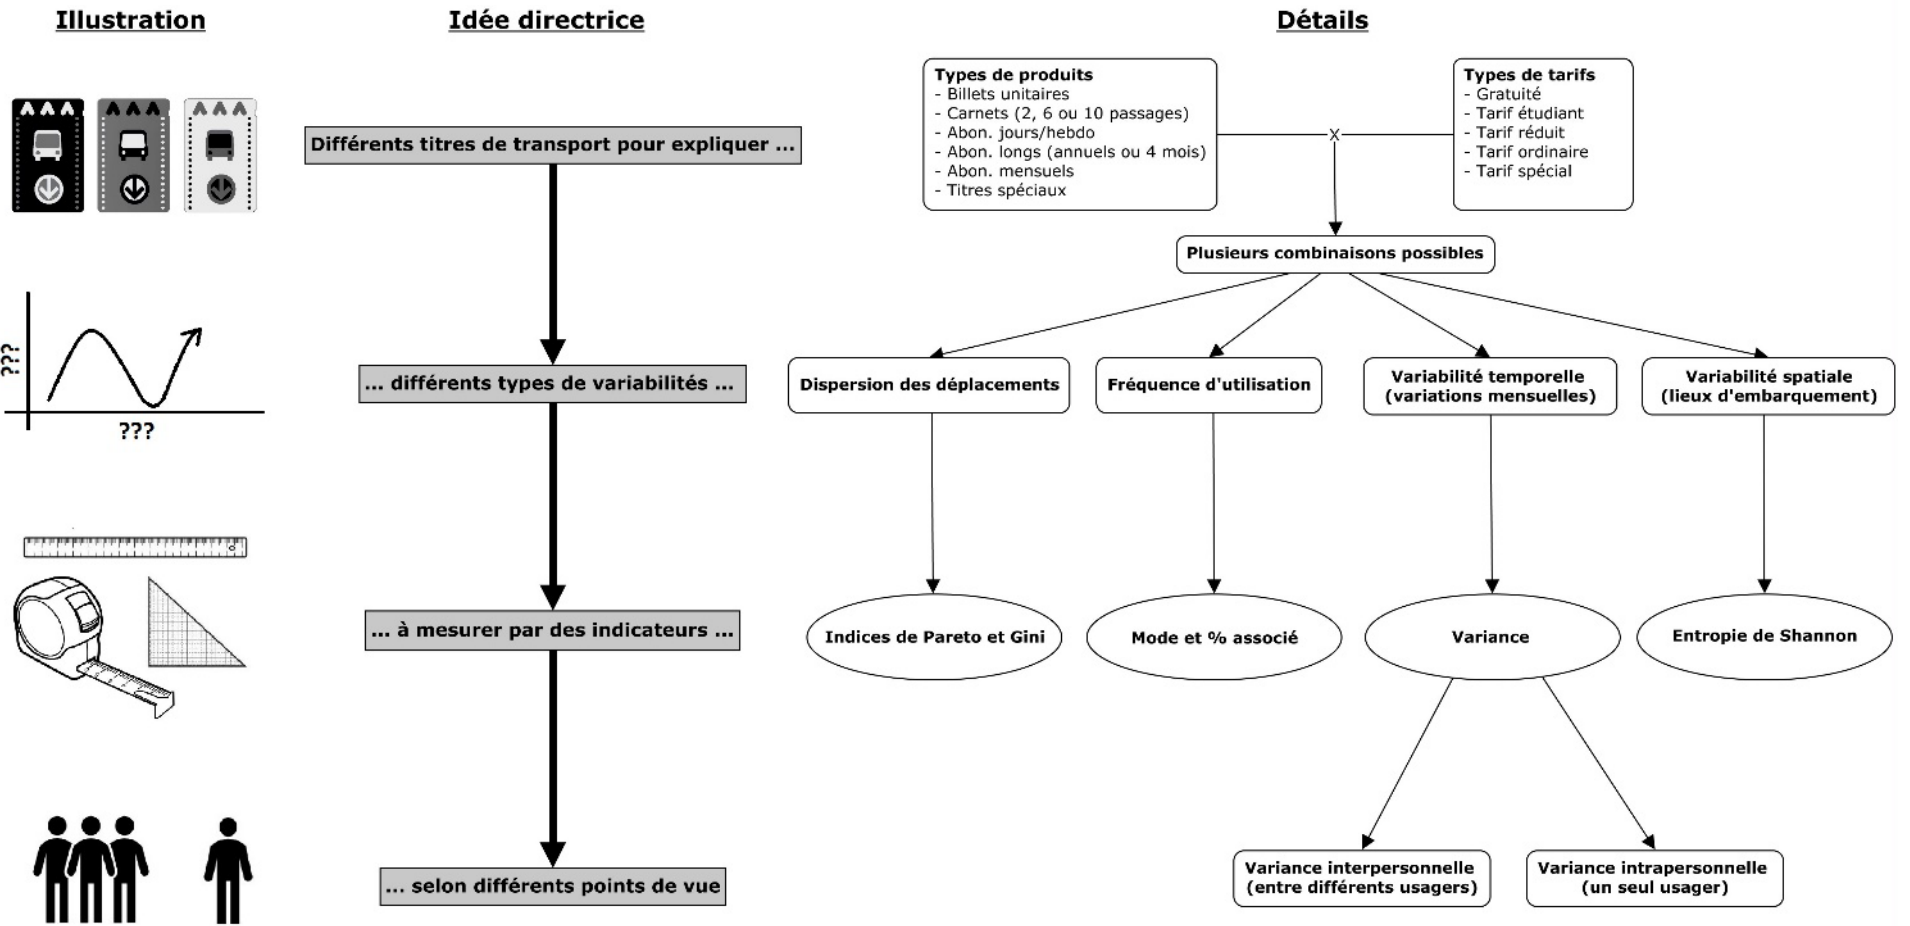 Illustration
Idée directrice
Détails
Différents titres de transport pour expliquer ...
Types de produits
- Billets unitaires
- Carnets (2, 6 ou 10 passages)
- Abon. jours/hebdo
- Abon. longs (annuels ou 4 mois)
- Abon. mensuels
- Titres spéciaux
X
Types de tarifs
- Gratuité
- Tarif étudiant
- Tarif réduit
- Tarif ordinaire
- Tarif spécial
Plusieurs combinaisons possibles
???
???
... différents types de variabilités ...
Dispersion des déplacements
Fréquence d'utilisation
Variabilité temporelle
(variations mensuelles)
Variabilité spatiale
(lieux d'embarquement)
... à mesurer par des indicateurs ...
Indices de Pareto et Gini
Mode et % associé
Variance
Entropie de Shannon
... selon différents points de vue
Variance interpersonnelle
(entre différents usagers)
Variance intrapersonnelle
(un seul usager)